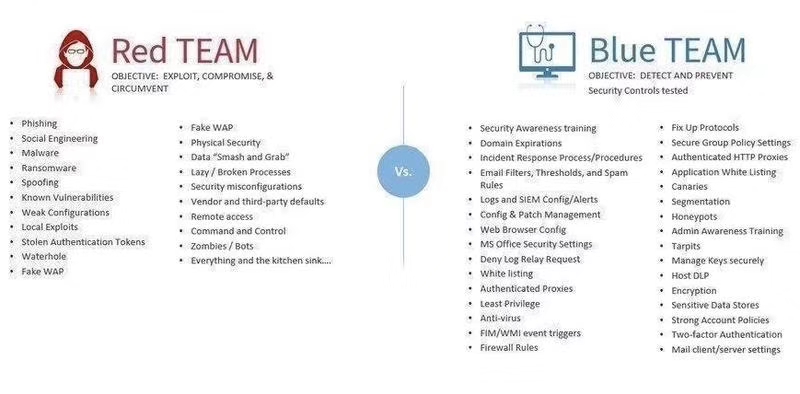 Red TEAM
OBJECTIVE: EXPLOIT, COMPROMISE, &
CIRCUMVENT
• Phishing
• Social Engineering
• Malware
• Ransomware
• Spoofing
• Known Vulnerabilities
• Weak Configurations
• Local Exploits
• Stolen Authentication Tokens
• Waterhole
• Fake WAP
• Fake WAP
• Physical Security
• Data “Smash and Grab”
• Lazy / Broken Processes
• Security misconfigurations
• Vendor and third-party defaults
• Remote access
• Command and Control
• Zombies / Bots
• Everything and the kitchen sink….
Vs.
Blue TEAM
OBJECTIVE: DETECT AND PREVENT
Security Controls tested
• Security Awareness training
• Domain Expirations
• Incident Response Process/Procedures
• Email Filters, Thresholds, and Spam
Rules
• Logs and SIEM Config/Alerts
• Config & Patch Management
• Web Browser Config
• MS Office Security Settings
• Deny Log Relay Request
• White listing
• Authenticated Proxies
• Least Privilege
• Anti-virus
• FIM/WMI event triggers
• Firewall Rules
• Fix Up Protocols
• Secure Group Policy Settings
• Authenticated HTTP Proxies
• Application White Listing
• Canaries
• Segmentation
• Honeypots
• Admin Awareness Training
• Tarpits
• Manage Keys securely
• Host DLP
• Encryption
• Sensitive Data Stores
• Strong Account Policies
• Two-factor Authentication
• Mail client/server settings